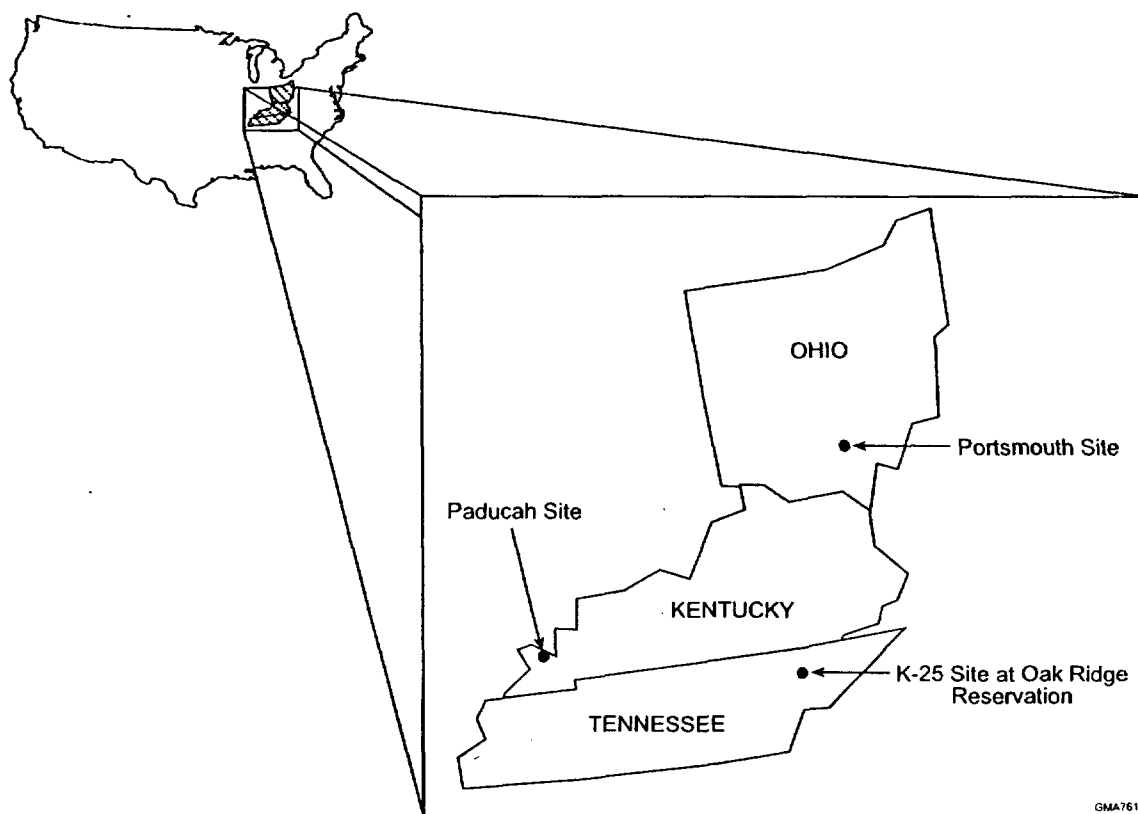 OHIO
Portsmouth Site
Paducah Site
KENTUCKY
K-25 Site at Oak Ridge
Reservation
TENNESSEE
GMA761